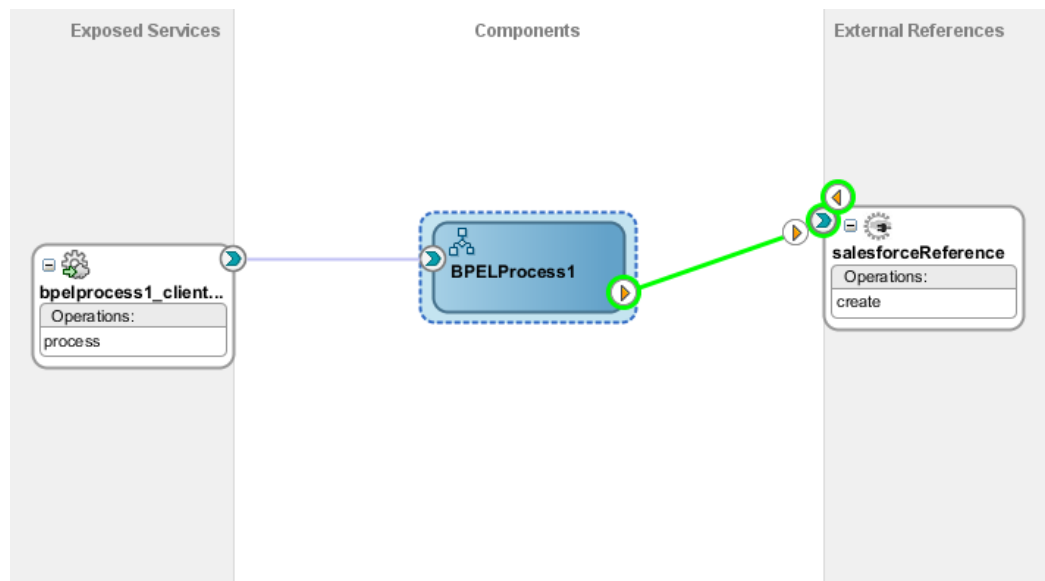 Exposed Services
Components
External References
bpelprocess1_client...
Operations:
process
BPELProcess1
salesforceReference
Operations:
create